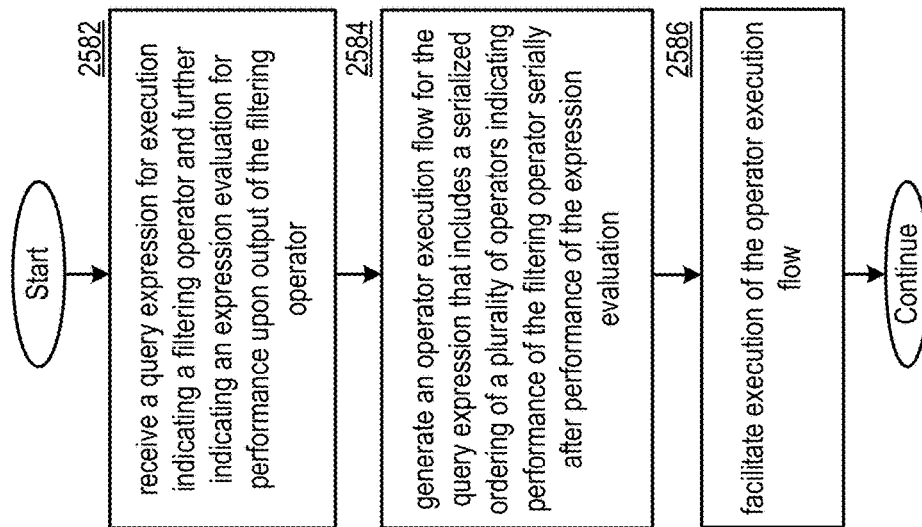 Start
2582
receive a query expression for execution
indicating a filtering operator and further
indicating an expression evaluation for
performance upon output of the filtering
operator
2584
generate an operator execution flow for the
query expression that includes a serialized
ordering of a plurality of operators indicating
performance of the filtering operator serially
after performance of the expression
evaluation
2586
facilitate execution of the operator execution
flow
Continue